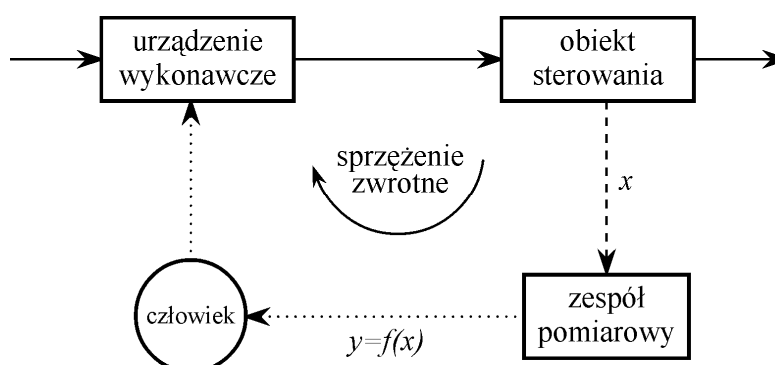 urządzenie
wykonawcze
obiekt
sterowania
sprzężenie
zwrotne
x
człowiek
y=f(x)
zespół
pomiarowy